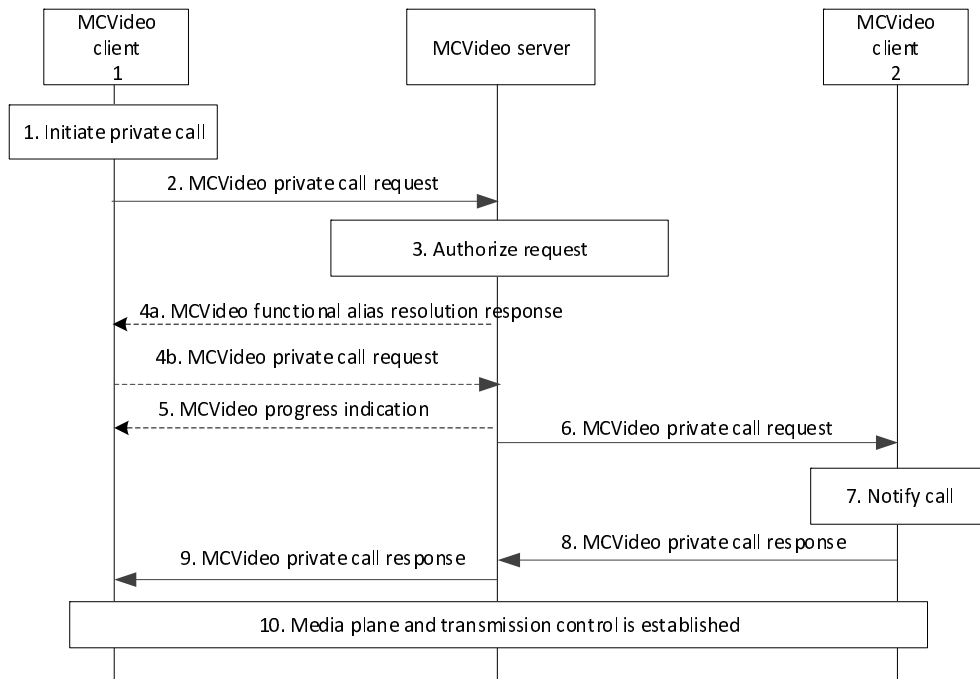 MCVideo
client
1
MCVideo server
MCVideo
client
2
1. Initiate private call
2. MCVideo private call request
3. Authorize request
4a. MCVideo functional alias resolution response
4b. MCVideo private call request
5. MCVideo progress indication
6. MCVideo private call request
7. Notify call
8. MCVideo private call response
9. MCVideo private call response
10. Media plane and transmission control is established